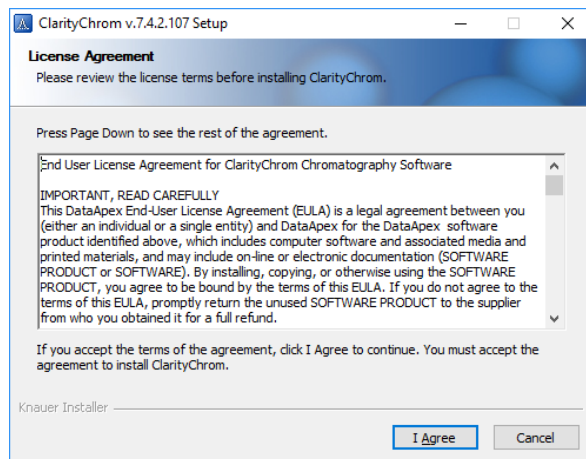 ClarityChrom v.7.4.2.107 Setup
License Agreement
Please review the license terms before installing ClarityChrom.
Press Page Down to see the rest of the agreement.
End User License Agreement for ClarityChrom Chromatography Software
IMPORTANT, READ CAREFULLY
This DataApex End-User License Agreement (EULA) is a legal agreement between you
(either an individual or a single entity) and DataApex for the DataApex software
product identified above, which includes computer software and associated media and
printed materials, and may include on-line or electronic documentation (SOFTWARE
PRODUCT or SOFTWARE). By installing, copying, or otherwise using the SOFTWARE
PRODUCT, you agree to be bound by the terms of this EULA. If you do not agree to the
terms of this EULA, promptly return the unused SOFTWARE PRODUCT to the supplier
from who you obtained it for a full refund.
If you accept the terms of the agreement, click I Agree to continue. You must accept the
agreement to install ClarityChrom.
Knauer Installer
I Agree
Cancel